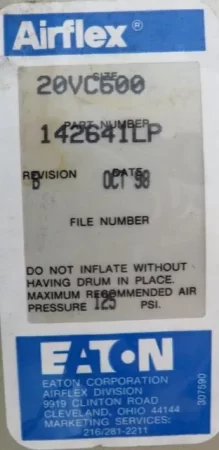 Airflex®
SIZE
20VC600
PART NUMBER
142641LP
REVISION DATE
B OCT 98
FILE NUMBER
DO NOT INFLATE WITHOUT
HAVING DRUM IN PLACE.
MAXIMUM RECOMMENDED AIR
PRESSURE 125 PSI.
EATON
EATON CORPORATION
AIRFLEX DIVISION
9919 CLINTON ROAD
CLEVELAND, OHIO 44144
MARKETING SERVICES:
216/281-2211
307590